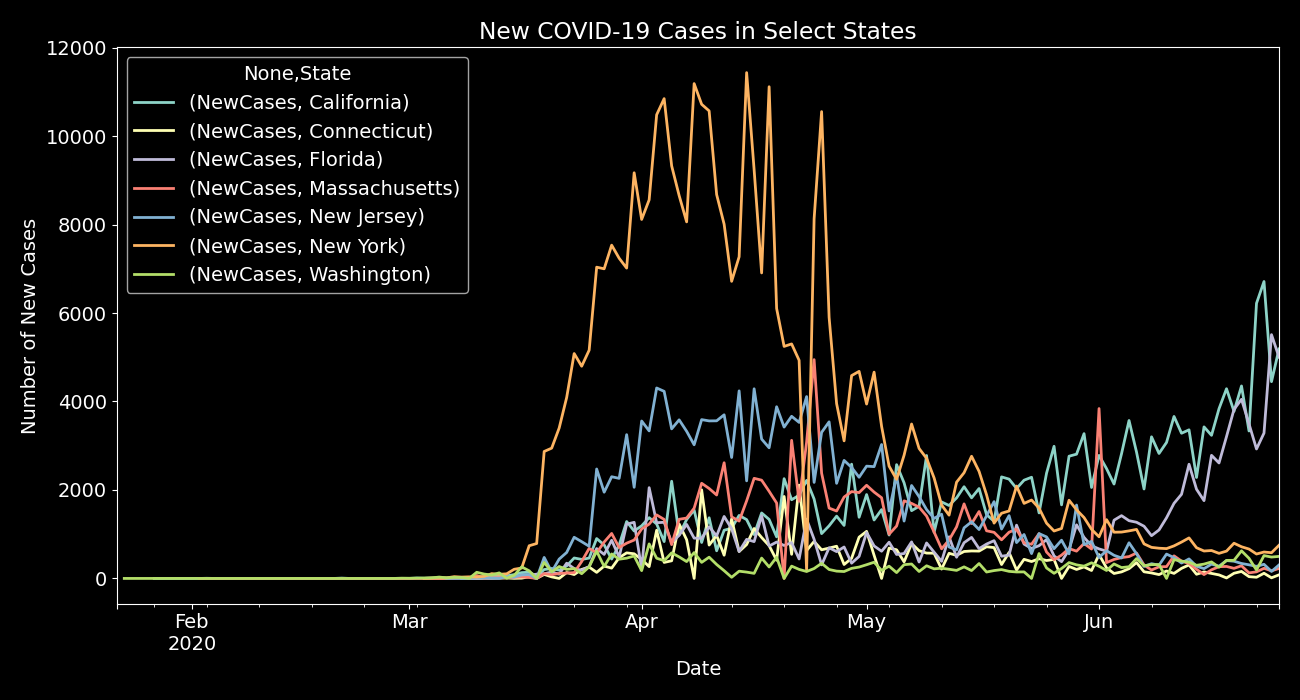 New COVID-19 Cases in Select States
12000
10000
8000
6000
4000
2000
0
Number of New Cases
None,State
(NewCases, California)
(NewCases, Connecticut)
(NewCases, Florida)
(NewCases, Massachusetts)
(NewCases, New Jersey)
(NewCases, New York)
(NewCases, Washington)
Feb
2020
Mar
Apr
May
Jun
Date